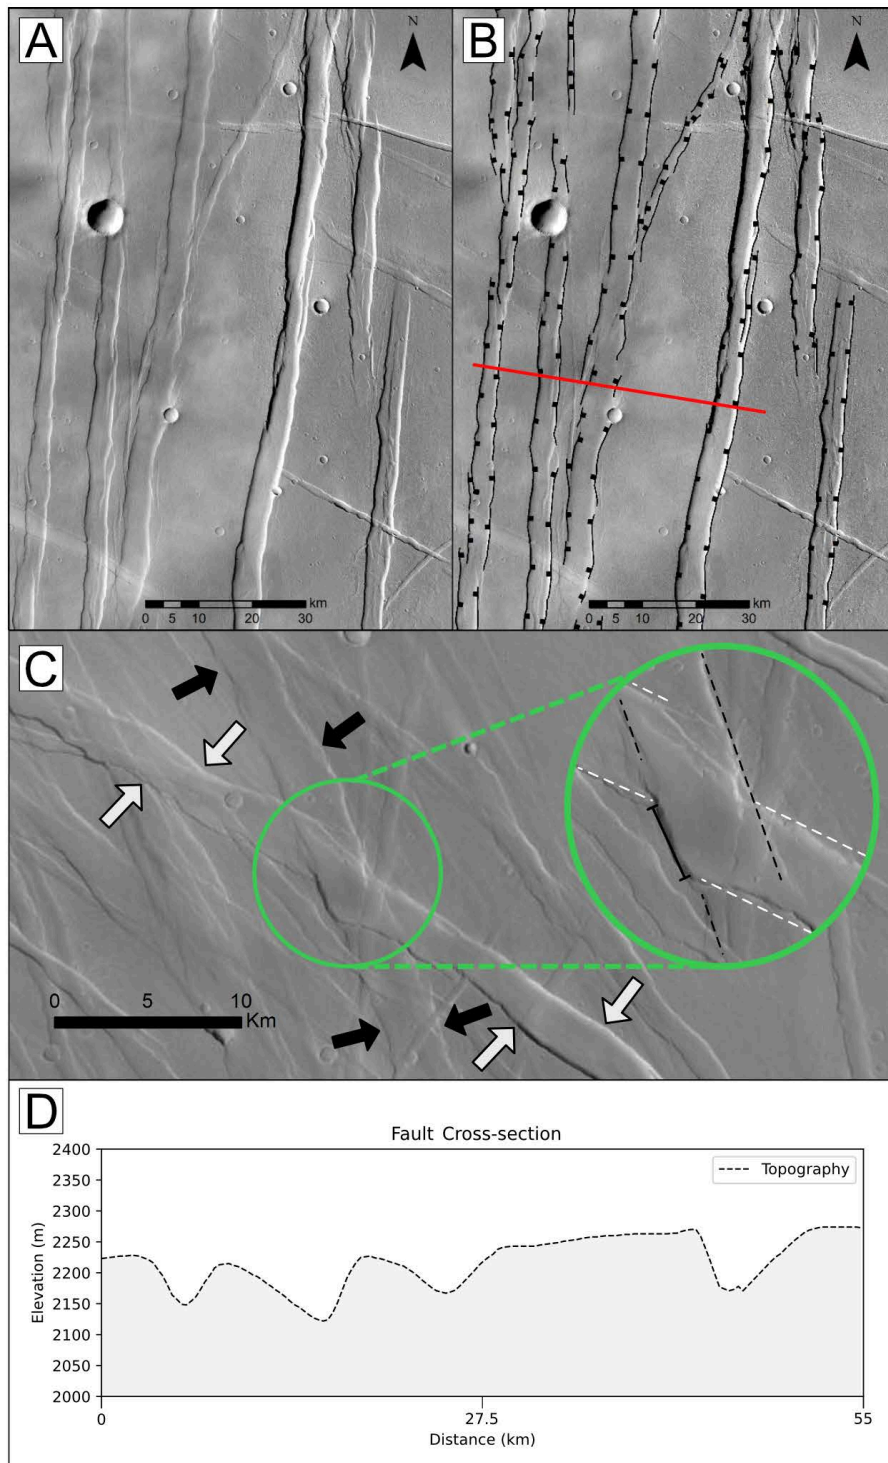 A
N
0 5 10 20 30 km
B
N
0 5 10 20 30 km
C
0 5 10
Km
D
Fault Cross-section
Topography
2400
2350
2300
2250
2200
2150
2100
2050
2000
Elevation (m)
0 27.5 55
Distance (km)